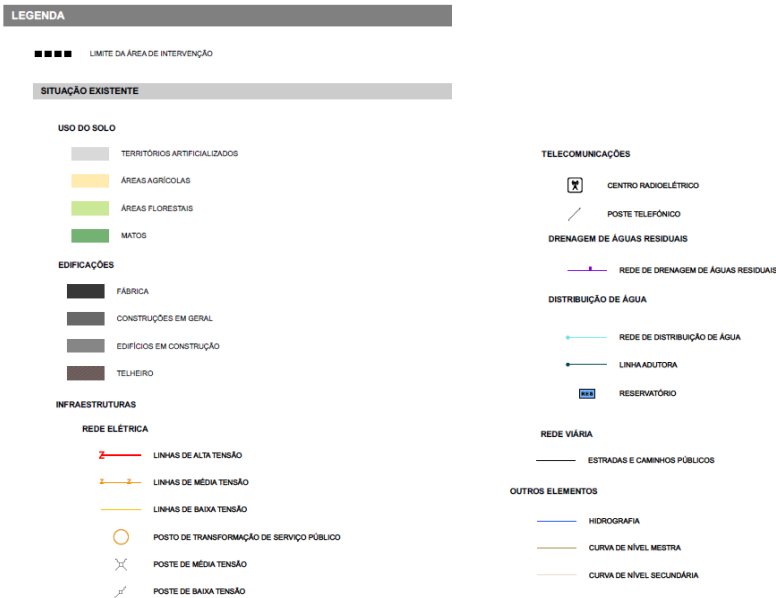 LEGENDA
LIMITE DA ÁREA DE INTERVENÇÃO
SITUAÇÃO EXISTENTE
USO DO SOLO
TERRITÓRIOS ARTIFICIALIZADOS
ÁREAS AGRÍCOLAS
ÁREAS FLORESTAIS
MATOS
EDIFICAÇÕES
FÁBRICA
CONSTRUÇÕES EM GERAL
EDIFÍCIOS EM CONSTRUÇÃO
TELHEIRO
INFRAESTRUTURAS
REDE ELÉTRICA
Z LINHAS DE ALTA TENSÃO
Z Z LINHAS DE MÉDIA TENSÃO
LINHAS DE BAIXA TENSÃO
POSTO DE TRANSFORMAÇÃO DE SERVIÇO PÚBLICO
POSTE DE MÉDIA TENSÃO
POSTE DE BAIXA TENSÃO
TELECOMUNICAÇÕES
CENTRO RADIOELÉTRICO
POSTE TELEFÓNICO
DRENAGEM DE ÁGUAS RESIDUAIS
REDE DE DRENAGEM DE ÁGUAS RESIDUAIS
DISTRIBUIÇÃO DE ÁGUA
REDE DE DISTRIBUIÇÃO DE ÁGUA
LINHA ADUTORA
RES RESERVATÓRIO
REDE VIÁRIA
ESTRADAS E CAMINHOS PÚBLICOS
OUTROS ELEMENTOS
HIDROGRAFIA
CURVA DE NÍVEL MESTRA
CURVA DE NÍVEL SECUNDÁRIA